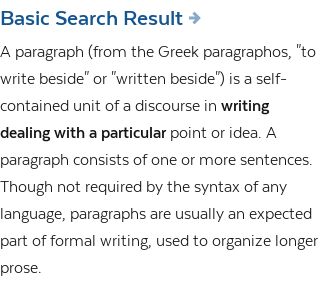 Basic Search Result
A paragraph (from the Greek paragraphos, "to
write beside" or "written beside") is a self-
contained unit of a discourse in writing
dealing with a particular point or idea. A
paragraph consists of one or more sentences.
Though not required by the syntax of any
language, paragraphs are usually an expected
part of formal writing, used to organize longer
prose.